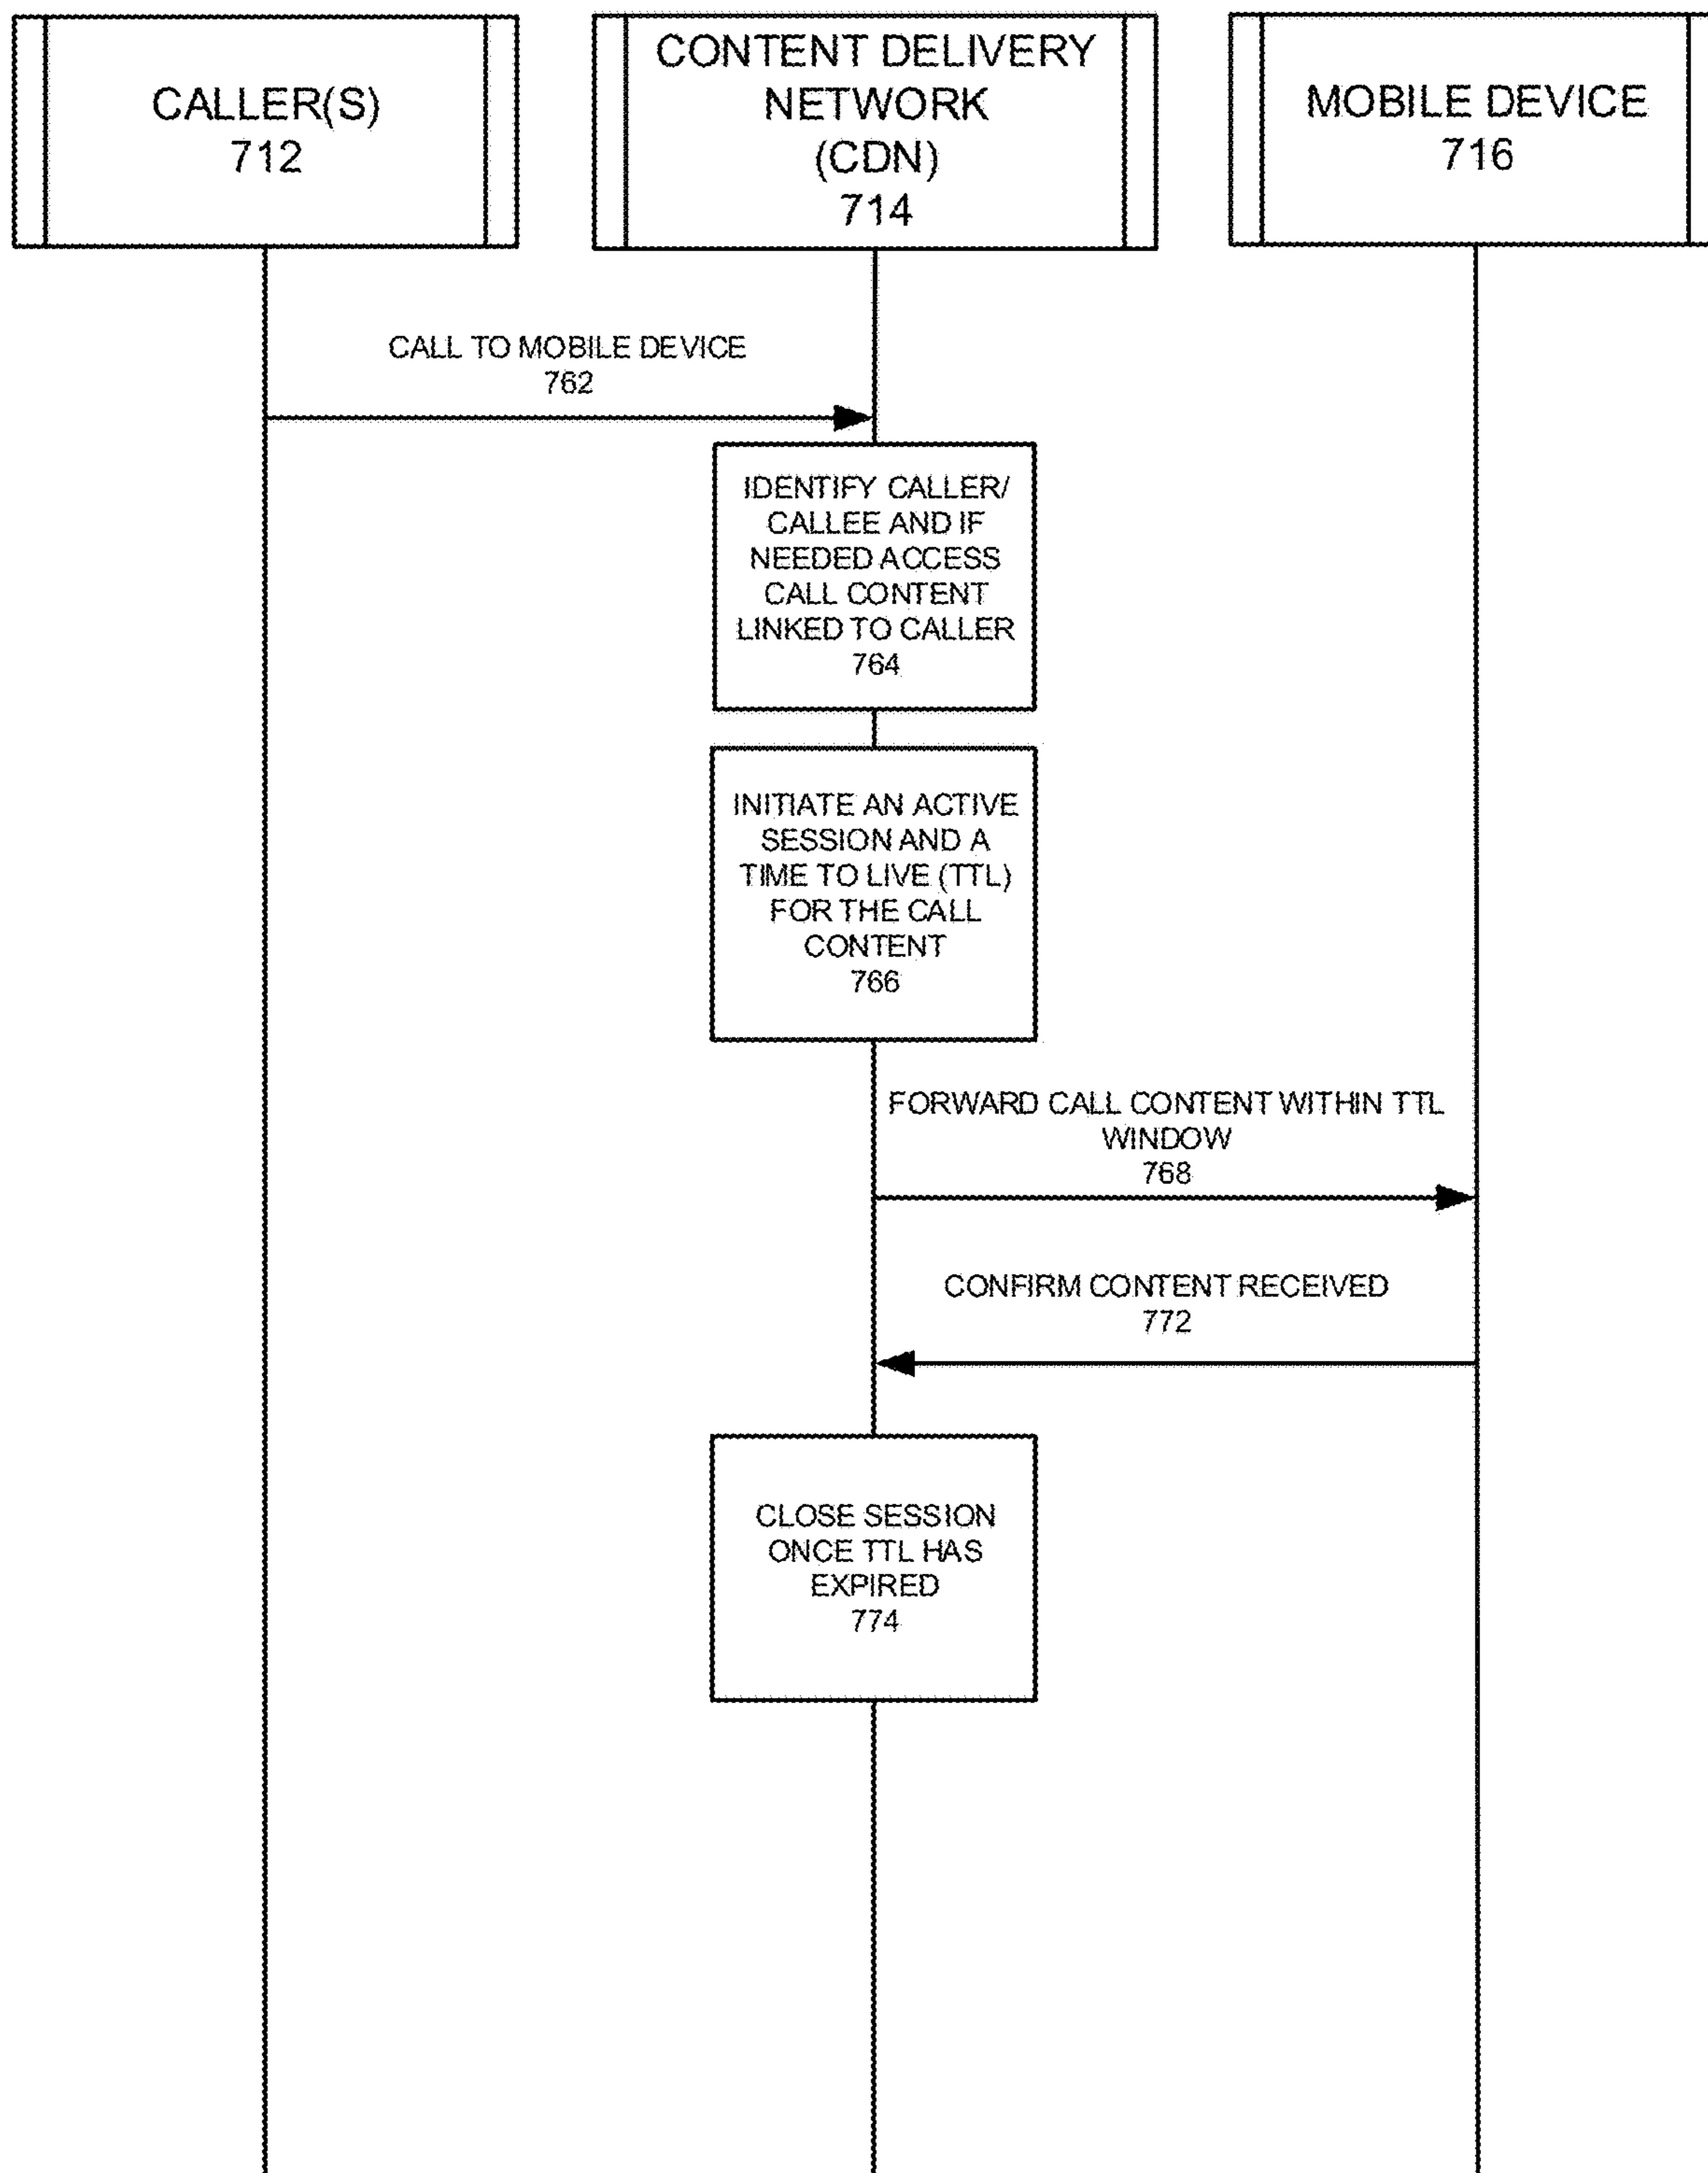 CALLER(S)
712
CONTENT DELIVERY
NETWORK
(CDN)
714
MOBILE DEVICE
716
CALL TO MOBILE DEVICE
762
IDENTIFY CALLER/
CALLEE AND IF
NEEDED ACCESS
CALL CONTENT
LINKED TO CALLER
764
INITIATE AN ACTIVE
SESSION AND A
TIME TO LIVE (TTL)
FOR THE CALL
CONTENT
766
FORWARD CALL CONTENT WITHIN TTL
WINDOW
768
CONFIRM CONTENT RECEIVED
772
CLOSE SESSION
ONCE TTL HAS
EXPIRED
774